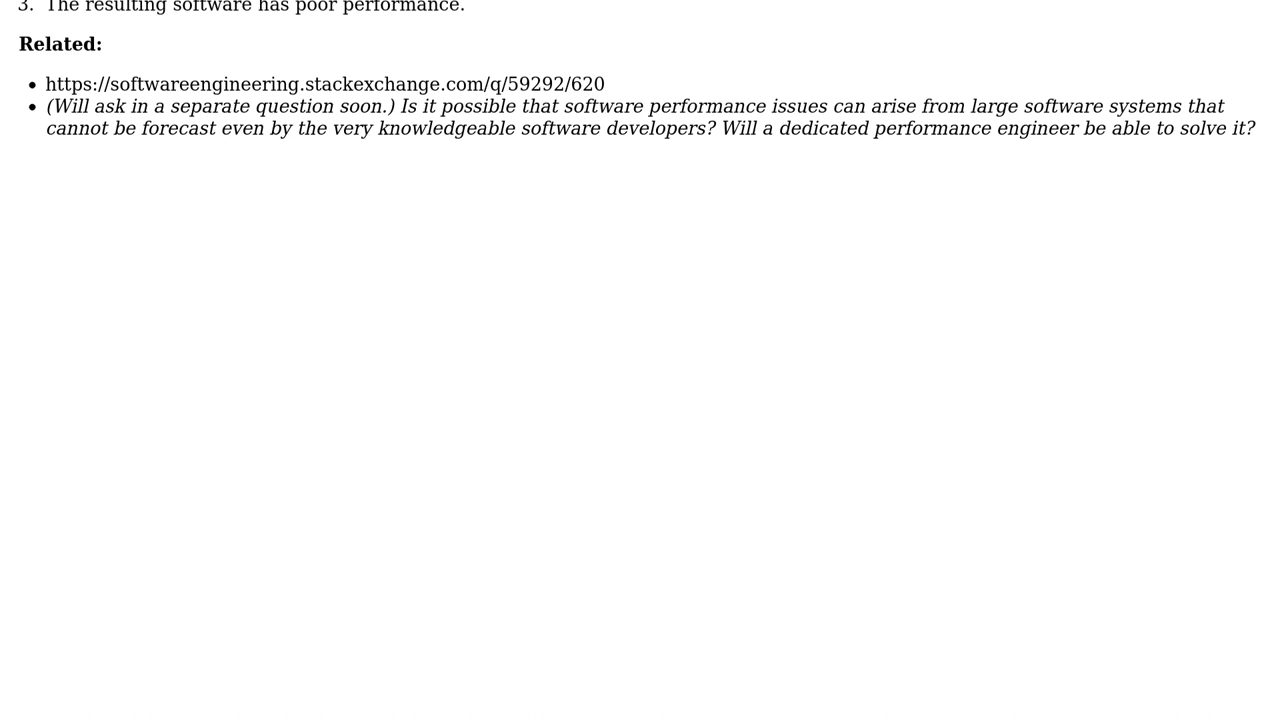 3. The resulting software has poor performance.
Related:
• https://softwareengineering.stackexchange.com/q/59292/620
• (Will ask in a separate question soon.) Is it possible that software performance issues can arise from large software systems that
cannot be forecast even by the very knowledgeable software developers? Will a dedicated performance engineer be able to solve it?